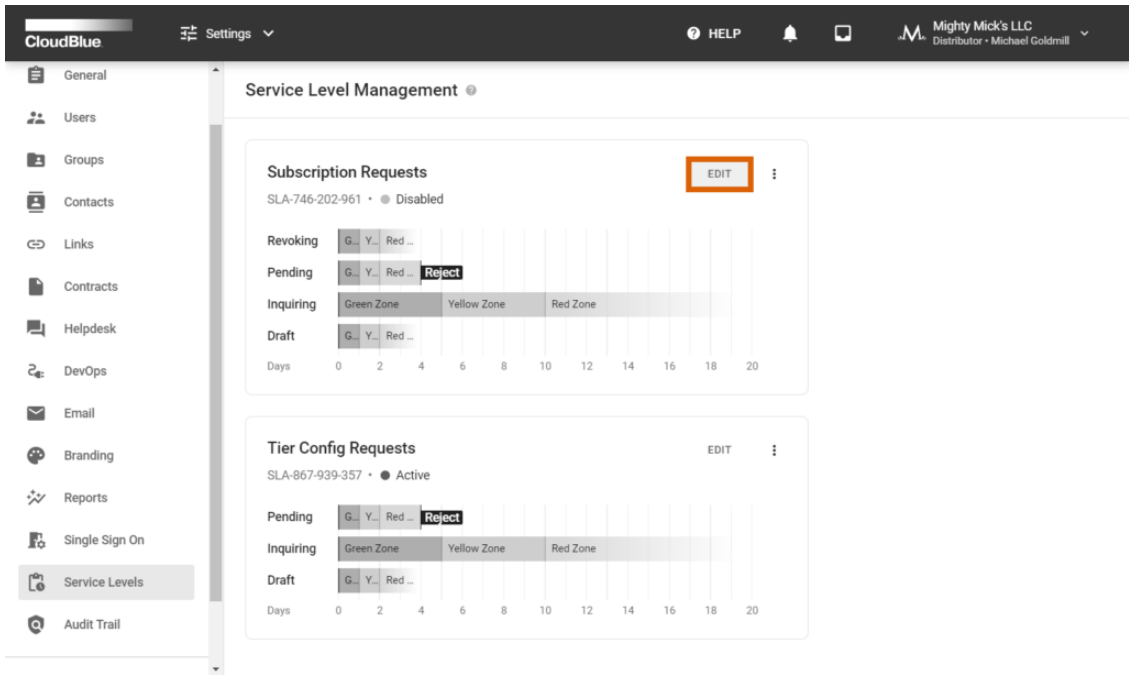 CloudBlue
Settings
HELP
Mighty Mick's LLC
Distributor • Michael Goldmill
General
Users
Groups
Contacts
Links
Contracts
Helpdesk
DevOps
Email
Branding
Reports
Single Sign On
Service Levels
Audit Trail
Service Level Management
Subscription Requests
EDIT
SLA-746-202-961 • Disabled
Revoking G... Y... Red ...
Pending G... Y... Red ... Reject
Inquiring Green Zone Yellow Zone Red Zone
Draft G... Y... Red ...
Days 0 2 4 6 8 10 12 14 16 18 20
Tier Config Requests
EDIT
SLA-867-939-357 • Active
Pending G... Y... Red ... Reject
Inquiring Green Zone Yellow Zone Red Zone
Draft G... Y... Red ...
Days 0 2 4 6 8 10 12 14 16 18 20